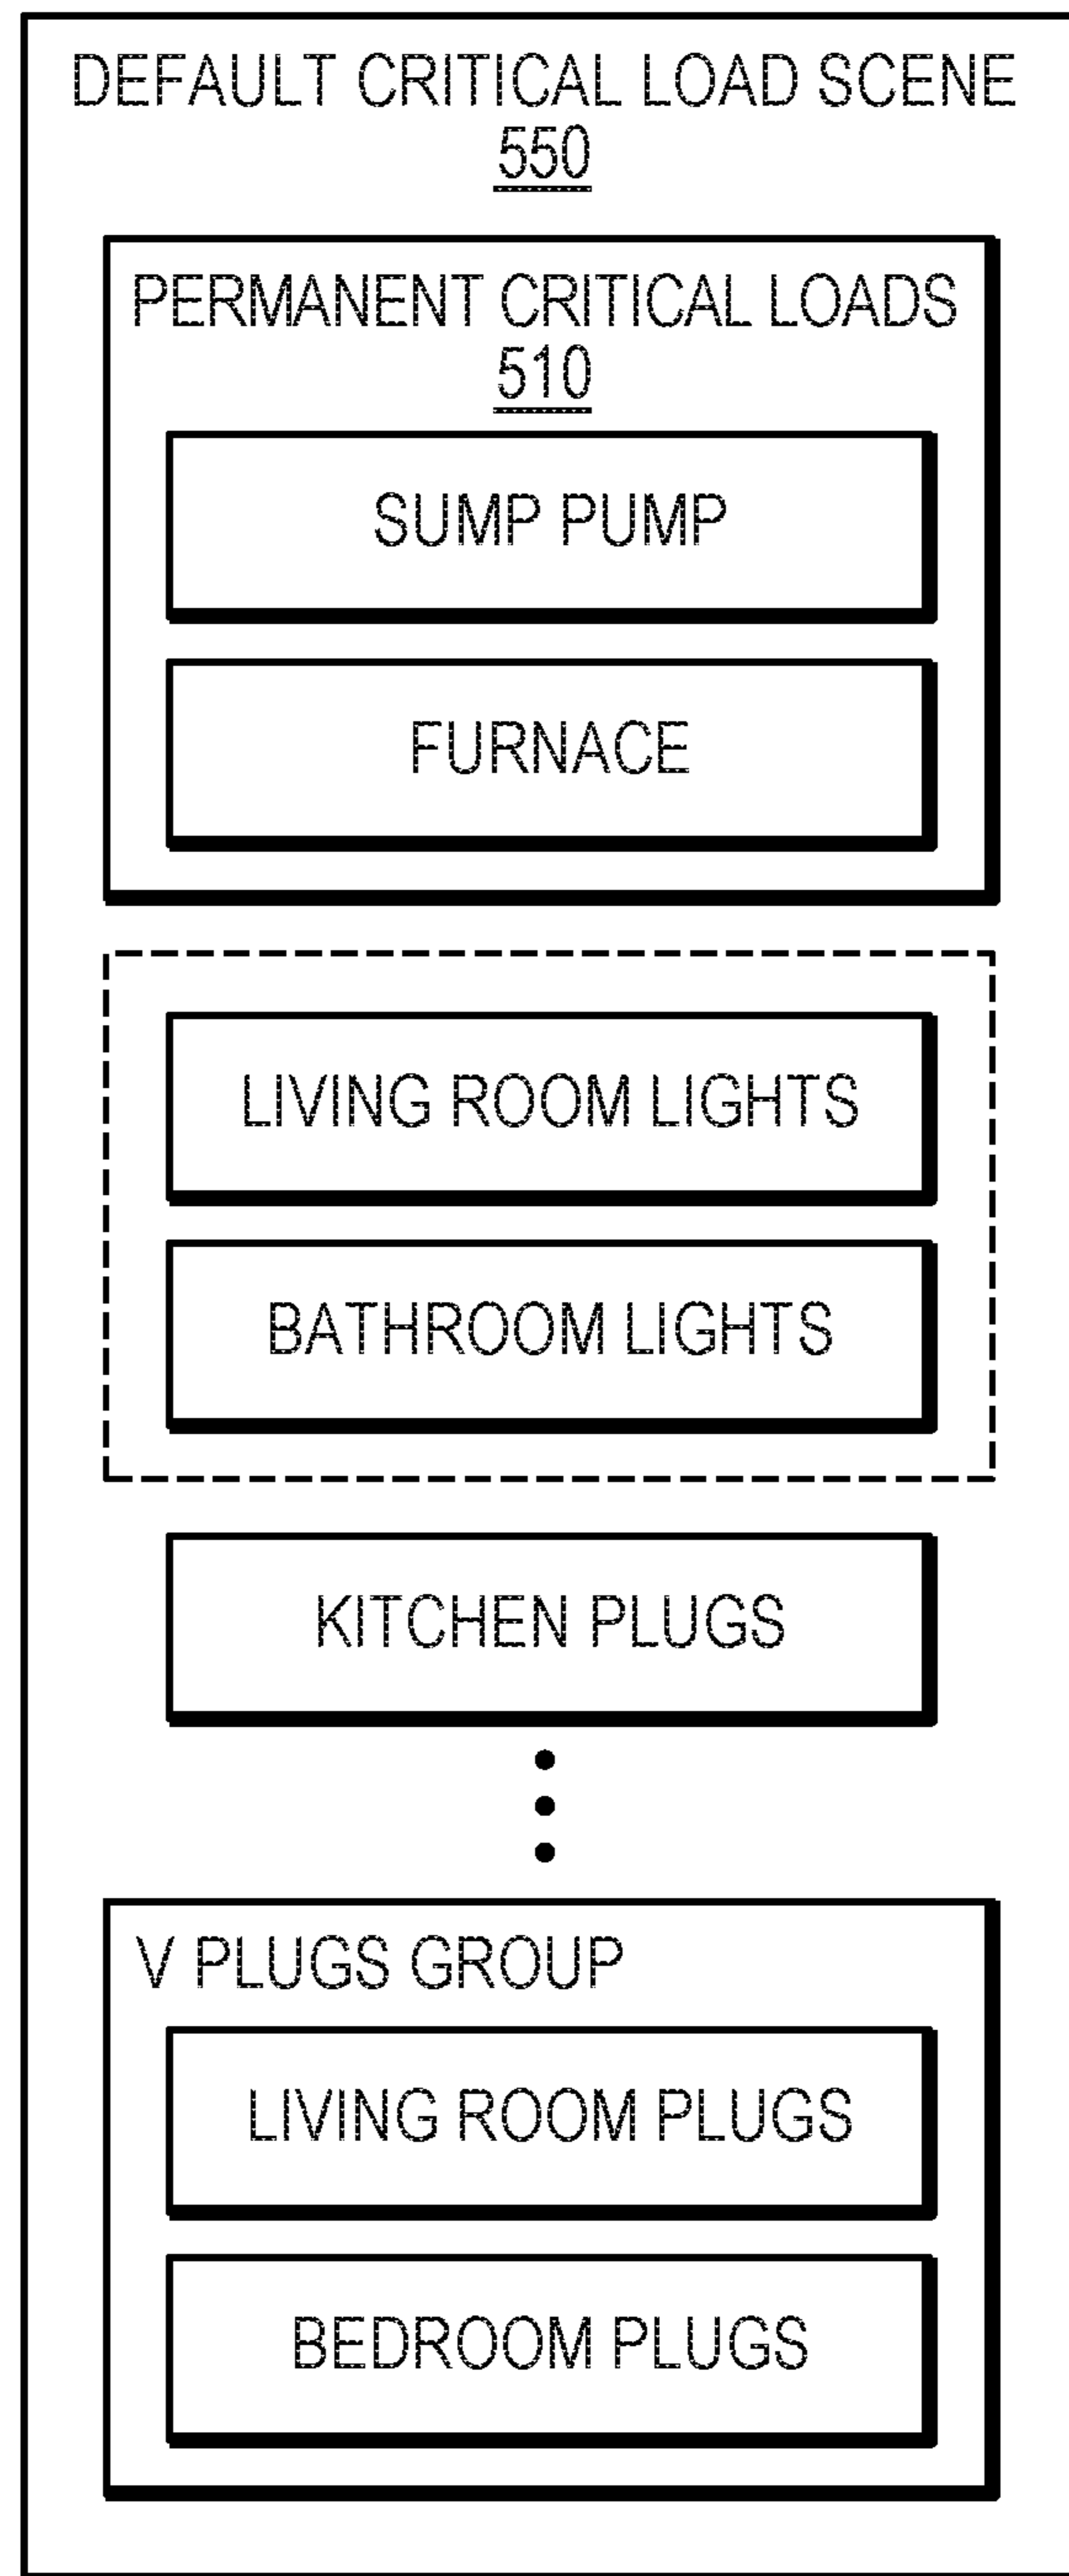 DEFAULT CRITICAL LOAD SCENE
550
PERMANENT CRITICAL LOADS
510
SUMP PUMP
FURNACE
LIVING ROOM LIGHTS
BATHROOM LIGHTS
KITCHEN PLUGS
V PLUGS GROUP
LIVING ROOM PLUGS
BEDROOM PLUGS